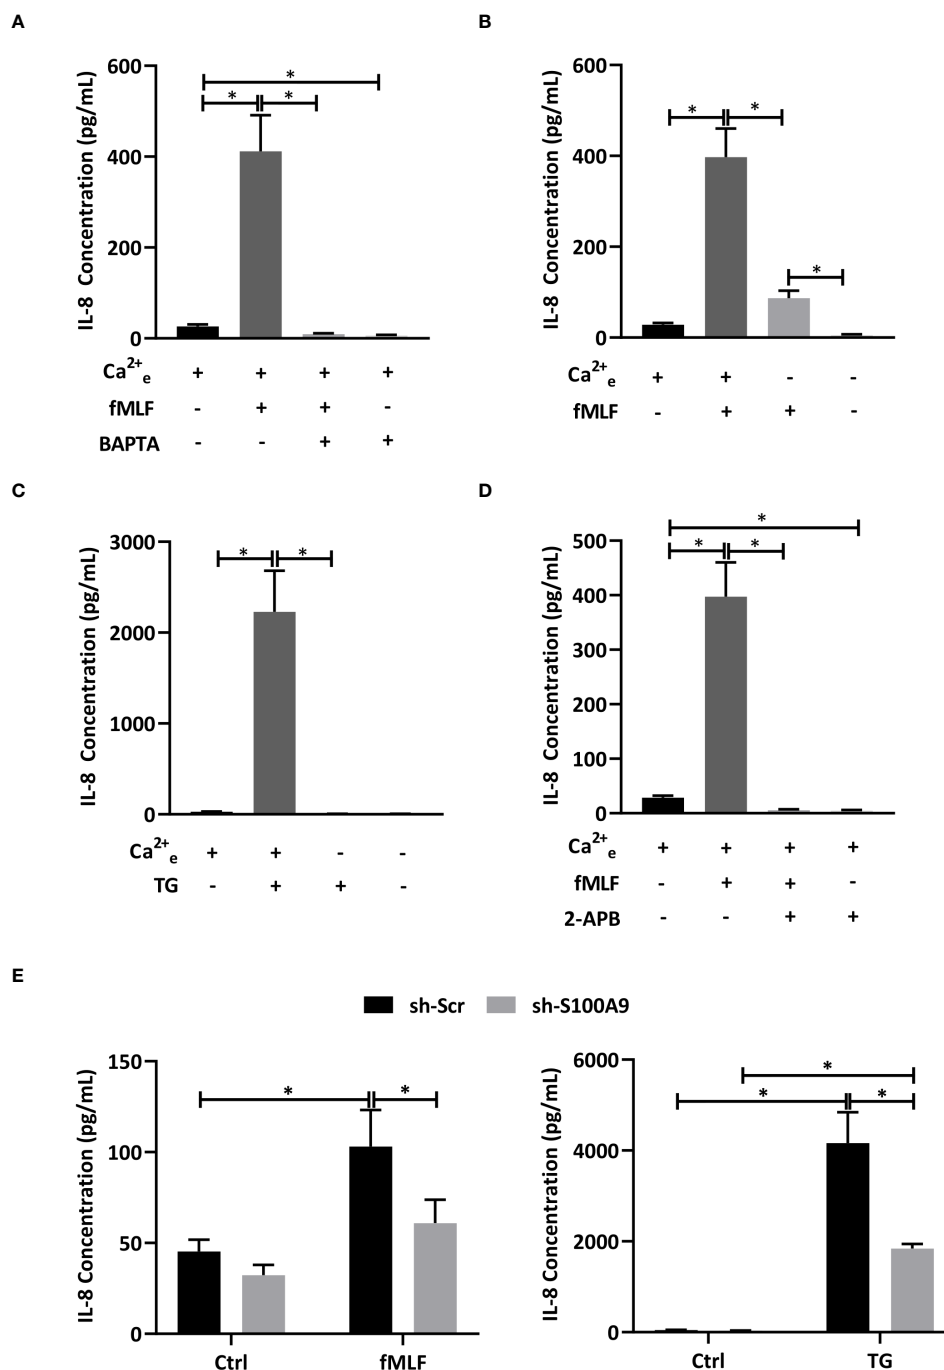 A
IL-8 Concentration (pg/mL)
600
400
200
0
* * *
Ca2+e + + + +
fMLF - + + -
BAPTA - - + +
B
IL-8 Concentration (pg/mL)
600
400
200
0
* * *
Ca2+e + + - -
fMLF - + + -
C
IL-8 Concentration (pg/mL)
3000
2000
1000
0
* *
Ca2+e + + - -
TG - + + -
D
IL-8 Concentration (pg/mL)
500
400
300
200
100
0
* * *
Ca2+e + + + +
fMLF - + + -
2-APB - - + +
E
sh-Scr sh-S100A9
IL-8 Concentration (pg/mL)
150
100
50
0
* *
Ctrl fMLF
IL-8 Concentration (pg/mL)
6000
4000
2000
0
* * *
Ctrl TG